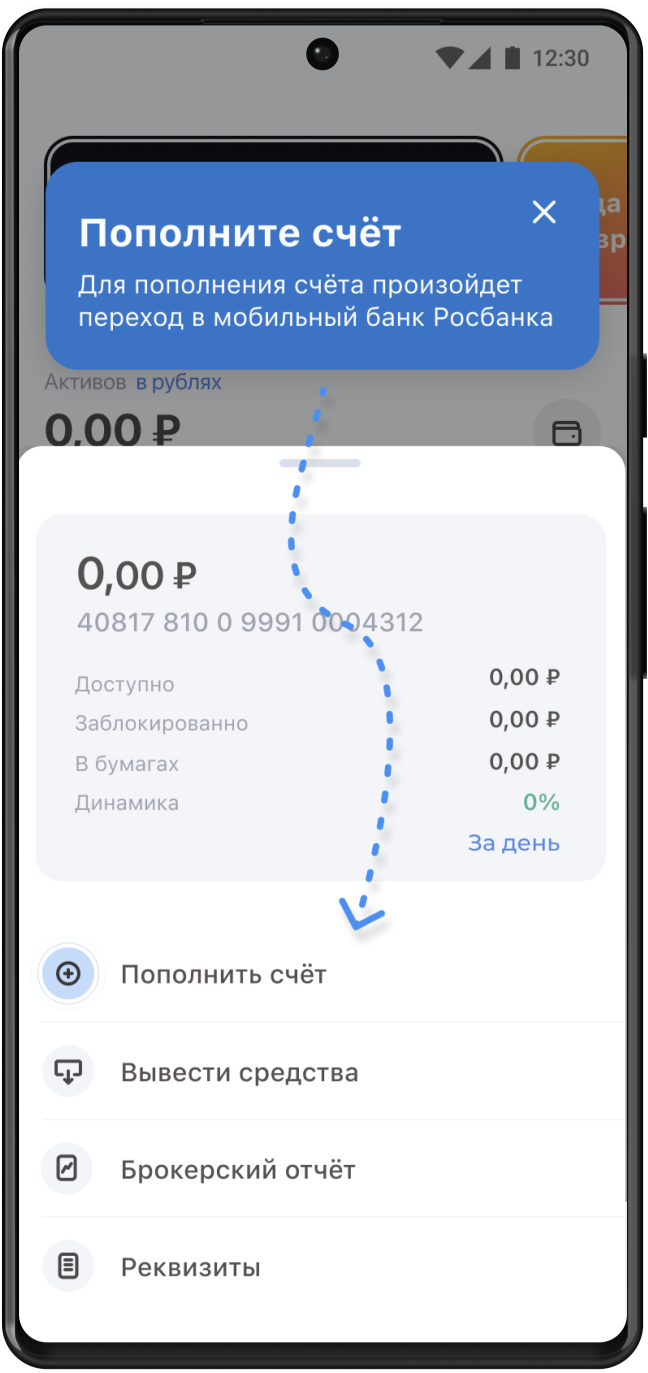 12:30
Пополните счёт
Для пополнения счёта произойдет
переход в мобильный банк Росбанка
Активов в рублях
0,00 ₽
0,00 ₽
40817 810 0 9991 0004312
Доступно 0,00 ₽
Заблокированно 0,00 ₽
В бумагах 0,00 ₽
Динамика 0%
За день
Пополнить счёт
Вывести средства
Брокерский отчёт
Реквизиты